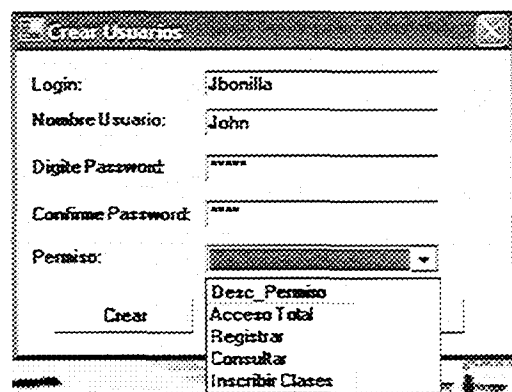 Crear Usuarios
Login: Jbonilla
Nombre Usuario: John
Digite Password: *****
Confirme Password: ****
Permiso:
Desc_Permiso
Crear Acceso Total
Registrar
Consultar
Inscribir Clases